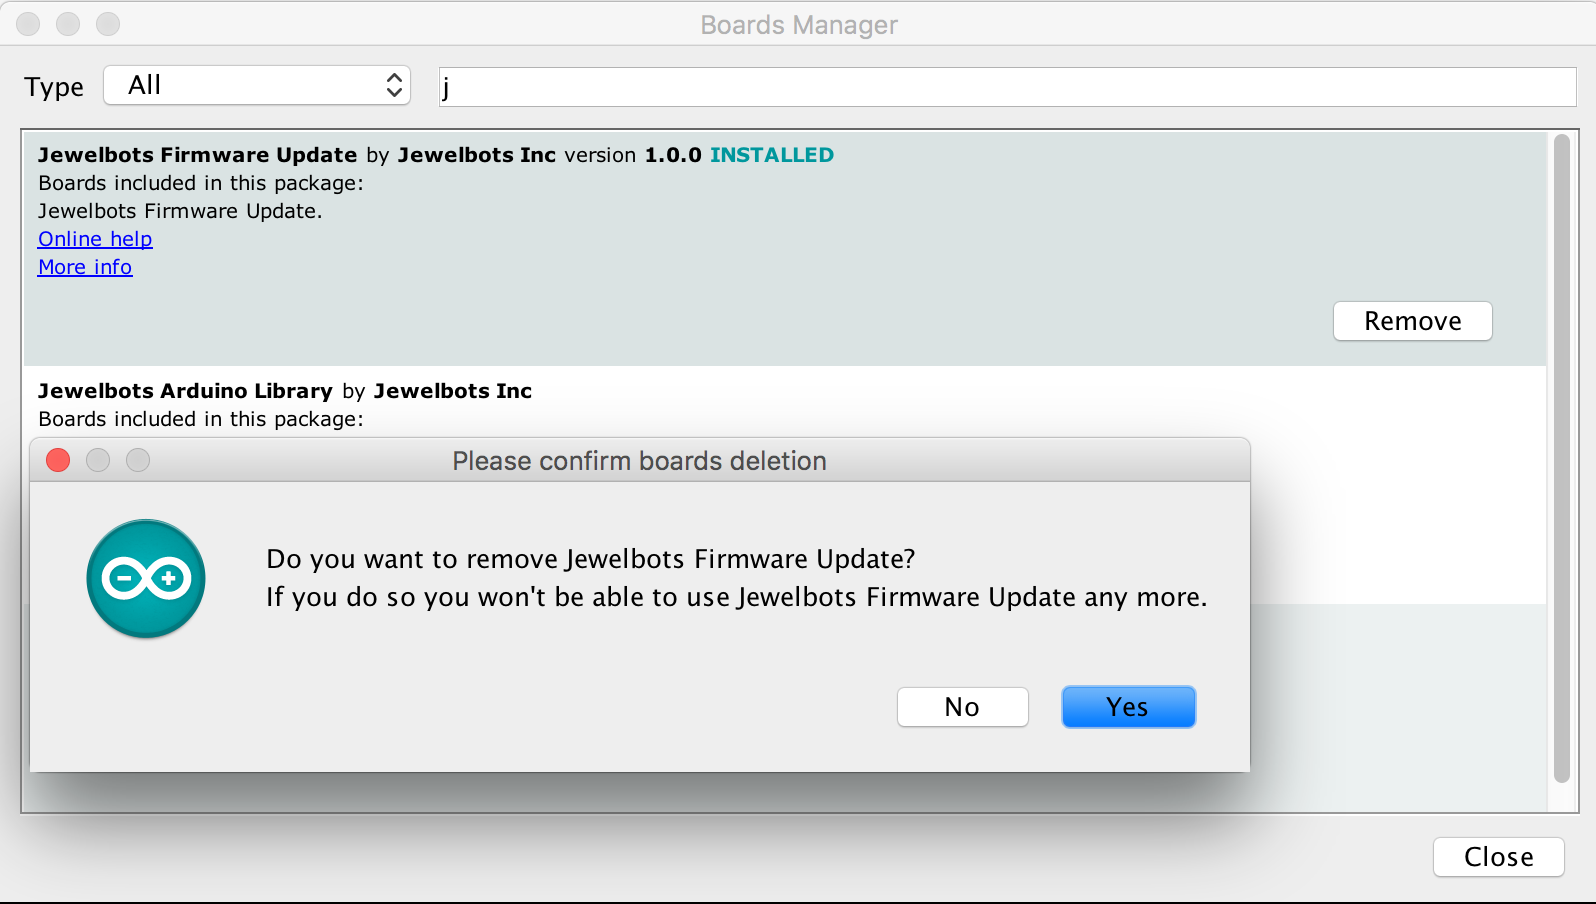 Boards Manager
Type All j
Jewelbots Firmware Update by Jewelbots Inc version 1.0.0 INSTALLED
Boards included in this package:
Jewelbots Firmware Update.
Online help
More info
Remove
Jewelbots Arduino Library by Jewelbots Inc
Boards included in this package:
Please confirm boards deletion
Do you want to remove Jewelbots Firmware Update?
If you do so you won't be able to use Jewelbots Firmware Update any more.
No Yes
Close